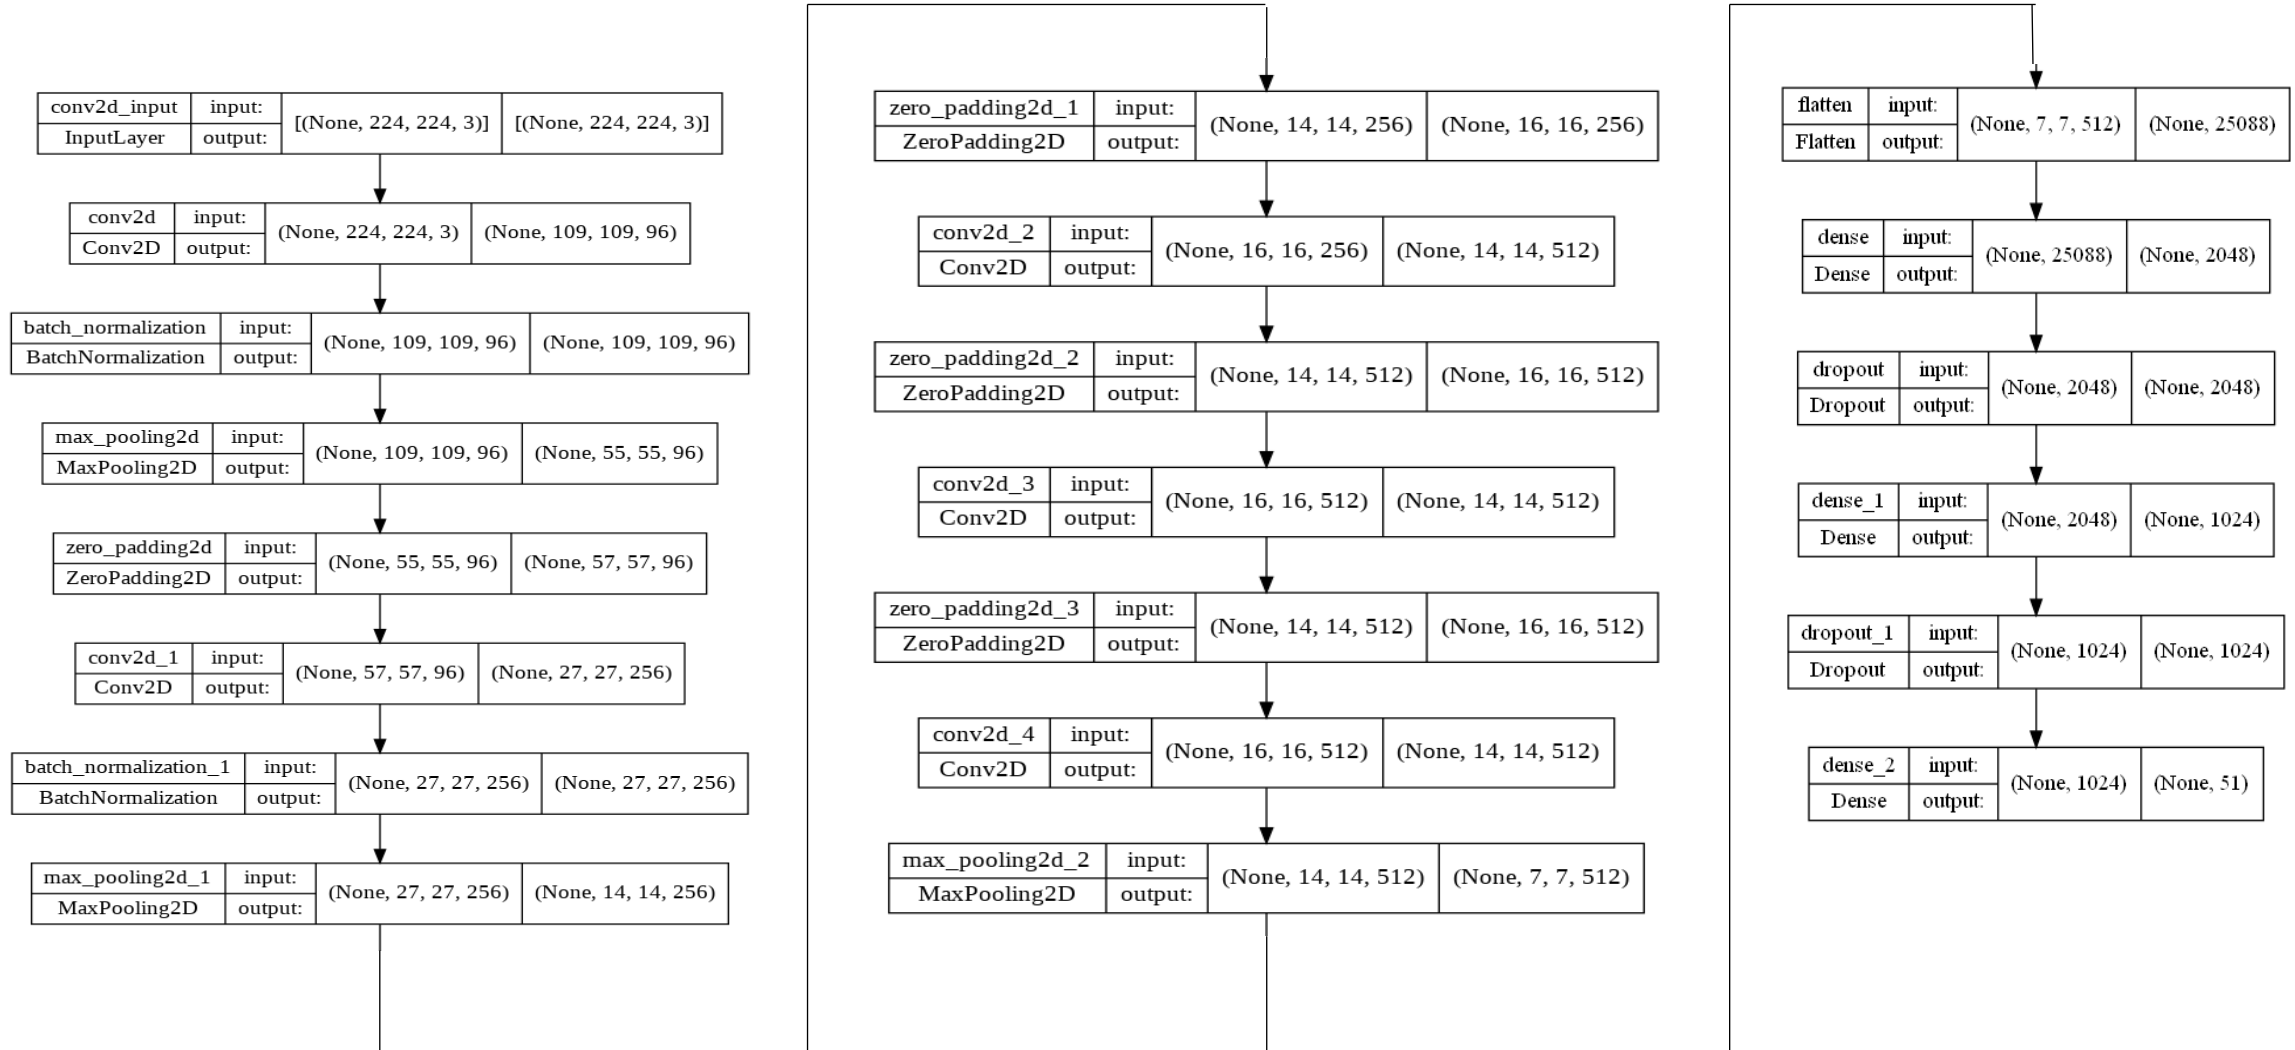 conv2d_input input: [(None, 224, 224, 3)] [(None, 224, 224, 3)]
InputLayer output:
conv2d input: (None, 224, 224, 3) (None, 109, 109, 96)
Conv2D output:
batch_normalization input: (None, 109, 109, 96) (None, 109, 109, 96)
BatchNormalization output:
max_pooling2d input: (None, 109, 109, 96) (None, 55, 55, 96)
MaxPooling2D output:
zero_padding2d input: (None, 55, 55, 96) (None, 57, 57, 96)
ZeroPadding2D output:
conv2d_1 input: (None, 57, 57, 96) (None, 27, 27, 256)
Conv2D output:
batch_normalization_1 input: (None, 27, 27, 256) (None, 27, 27, 256)
BatchNormalization output:
max_pooling2d_1 input: (None, 27, 27, 256) (None, 14, 14, 256)
MaxPooling2D output:
zero_padding2d_1 input: (None, 14, 14, 256) (None, 16, 16, 256)
ZeroPadding2D output:
conv2d_2 input: (None, 16, 16, 256) (None, 14, 14, 512)
Conv2D output:
zero_padding2d_2 input: (None, 14, 14, 512) (None, 16, 16, 512)
ZeroPadding2D output:
conv2d_3 input: (None, 16, 16, 512) (None, 14, 14, 512)
Conv2D output:
zero_padding2d_3 input: (None, 14, 14, 512) (None, 16, 16, 512)
ZeroPadding2D output:
conv2d_4 input: (None, 16, 16, 512) (None, 14, 14, 512)
Conv2D output:
max_pooling2d_2 input: (None, 14, 14, 512) (None, 7, 7, 512)
MaxPooling2D output:
flatten input: (None, 7, 7, 512) (None, 25088)
Flatten output:
dense input: (None, 25088) (None, 2048)
Dense output:
dropout input: (None, 2048) (None, 2048)
Dropout output:
dense_1 input: (None, 2048) (None, 1024)
Dense output:
dropout_1 input: (None, 1024) (None, 1024)
Dropout output:
dense_2 input: (None, 1024) (None, 51)
Dense output: